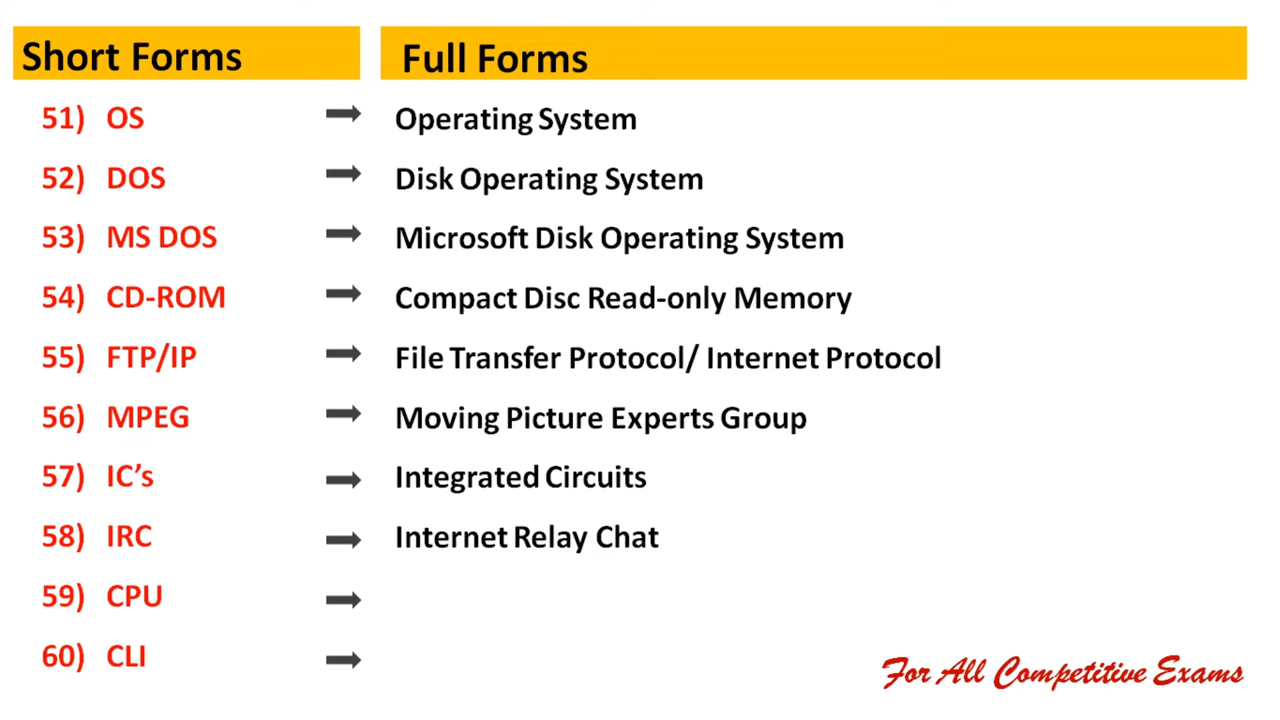 Short Forms Full Forms
51) OS Operating System
52) DOS Disk Operating System
53) MS DOS Microsoft Disk Operating System
54) CD-ROM Compact Disc Read-only Memory
55) FTP/IP File Transfer Protocol/ Internet Protocol
56) MPEG Moving Picture Experts Group
57) IC’s Integrated Circuits
58) IRC Internet Relay Chat
59) CPU
60) CLI
For All Competitive Exams